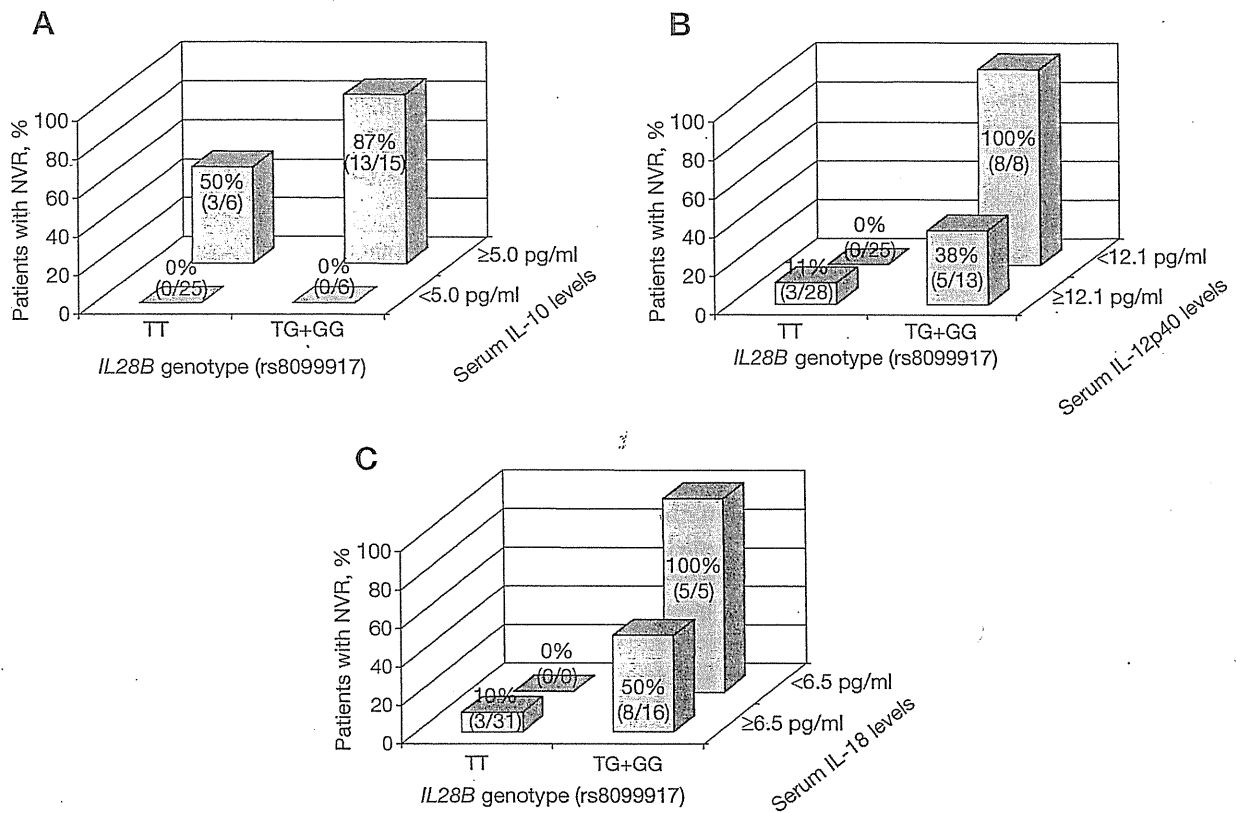 A
Patients with NVR, %
100
80
60
40
20
0
87%
(13/15)
50%
(3/6)
0%
(0/25)
0%
(0/6)
≥5.0 pg/ml
<5.0 pg/ml
TT
TG+GG
IL28B genotype (rs8099917)
Serum IL-10 levels
B
Patients with NVR, %
100
80
60
40
20
0
100%
(8/8)
0%
(0/25)
38%
(5/13)
11%
(3/28)
<12.1 pg/ml
≥12.1 pg/ml
TT
TG+GG
IL28B genotype (rs8099917)
Serum IL-12p40 levels
C
Patients with NVR, %
100
80
60
40
20
0
100%
(5/5)
0%
(0/0)
50%
(8/16)
10%
(3/31)
<6.5 pg/ml
≥6.5 pg/ml
TT
TG+GG
IL28B genotype (rs8099917)
Serum IL-18 levels